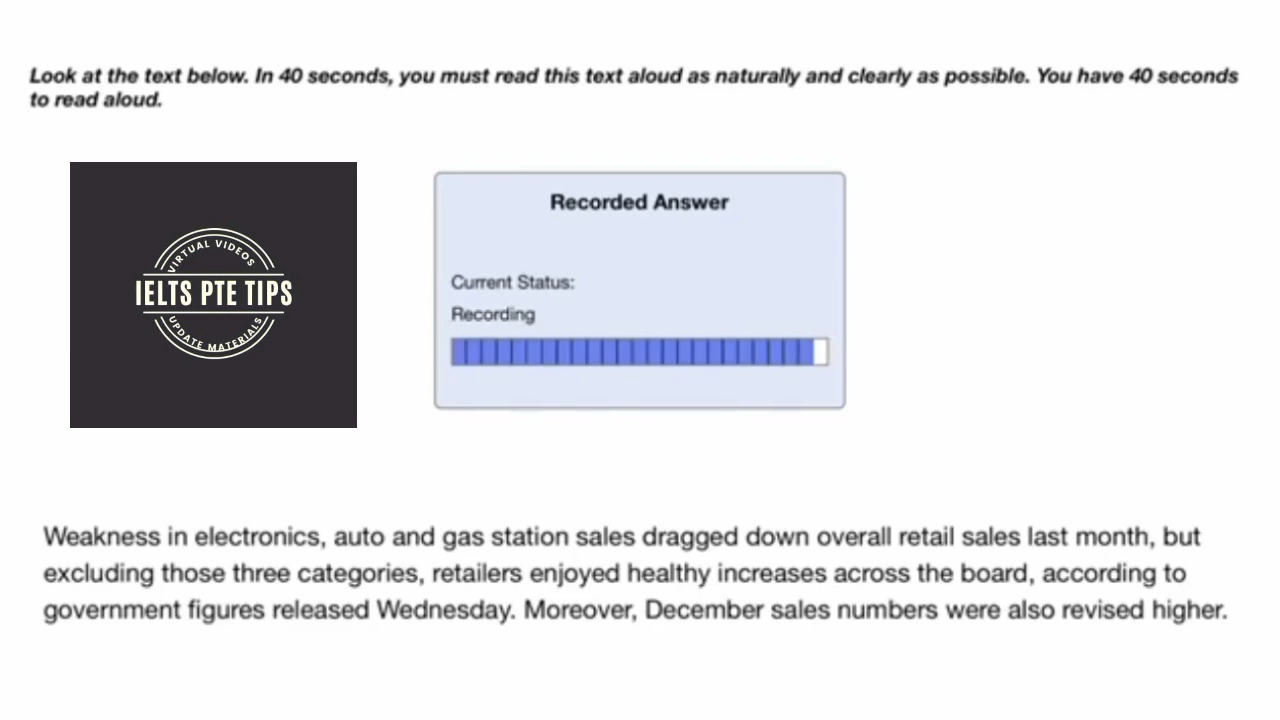 Look at the text below. In 40 seconds, you must read this text aloud as naturally and clearly as possible. You have 40 seconds
to read aloud.
VIRTUAL VIDEOS
IELTS PTE TIPS
UPDATE MATERIALS
Recorded Answer
Current Status:
Recording
Weakness in electronics, auto and gas station sales dragged down overall retail sales last month, but
excluding those three categories, retailers enjoyed healthy increases across the board, according to
government figures released Wednesday. Moreover, December sales numbers were also revised higher.